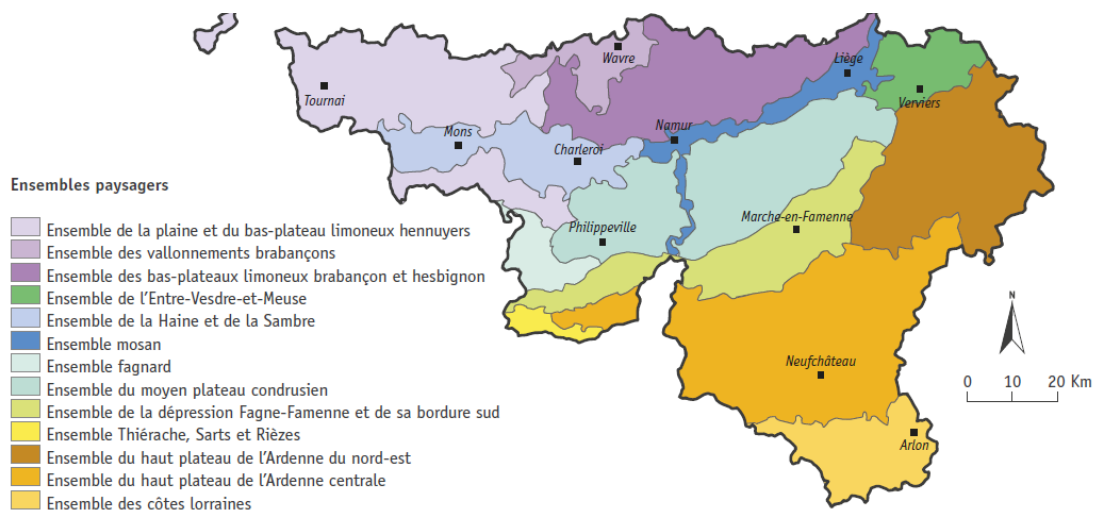 Wavre
Liège
Tournai
Verviers
Mons
Namur
Charleroi
Ensembles paysagers
Marche-en-Famenne
Philippeville
Ensemble de la plaine et du bas-plateau limoneux hennuyers
Ensemble des vallonnements brabançons
Ensemble des bas-plateaux limoneux brabançon et hesbignon
Ensemble de l'Entre-Vesdre-et-Meuse
Ensemble de la Haine et de la Sambre
Ensemble mosan
Ensemble fagnard
Ensemble du moyen plateau condrusien
Ensemble de la dépression Fagne-Famenne et de sa bordure sud
Ensemble Thiérache, Sarts et Rièzes
Ensemble du haut plateau de l'Ardenne du nord-est
Ensemble du haut plateau de l'Ardenne centrale
Ensemble des côtes lorraines
N
Neufchâteau
0 10 20 Km
Arlon